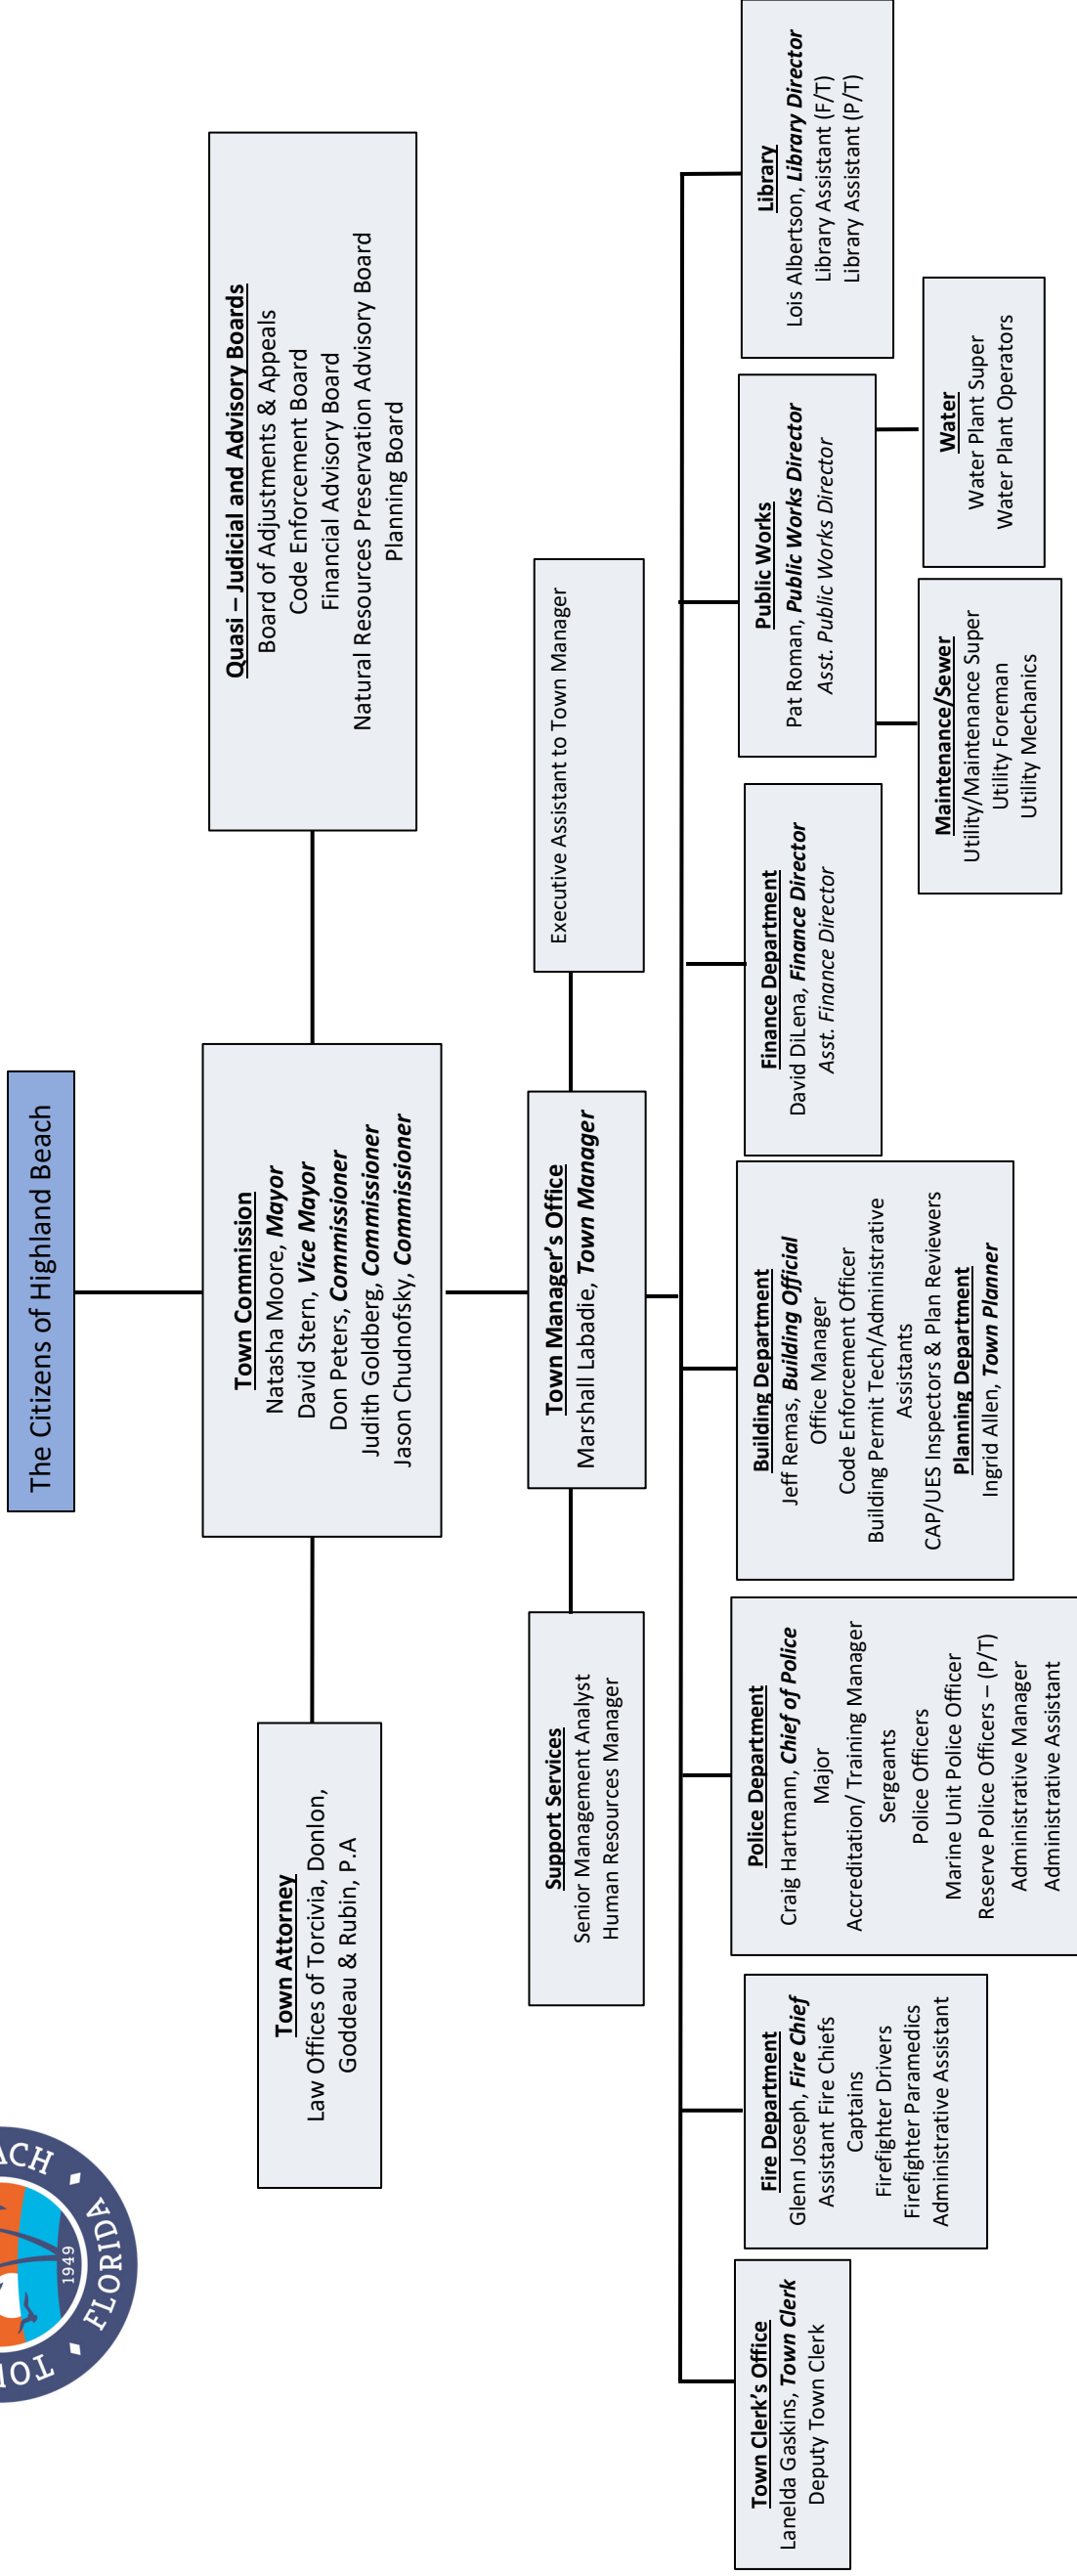 The Citizens of Highland Beach
Town Commission
Natasha Moore, Mayor
David Stern, Vice Mayor
Don Peters, Commissioner
Judith Goldberg, Commissioner
Jason Chudnofsky, Commissioner
Town Attorney
Law Offices of Torcivia, Donlon,
Goddeau & Rubin, P.A
Quasi – Judicial and Advisory Boards
Board of Adjustments & Appeals
Code Enforcement Board
Financial Advisory Board
Natural Resources Preservation Advisory Board
Planning Board
Support Services
Senior Management Analyst
Human Resources Manager
Town Manager’s Office
Marshall Labadie, Town Manager
Executive Assistant to Town Manager
Town Clerk’s Office
Lanelda Gaskins, Town Clerk
Deputy Town Clerk
Fire Department
Glenn Joseph, Fire Chief
Assistant Fire Chiefs
Captains
Firefighter Drivers
Firefighter Paramedics
Administrative Assistant
Police Department
Craig Hartmann, Chief of Police
Major
Accreditation/ Training Manager
Sergeants
Police Officers
Marine Unit Police Officer
Reserve Police Officers – (P/T)
Administrative Manager
Administrative Assistant
Building Department
Jeff Remas, Building Official
Office Manager
Code Enforcement Officer
Building Permit Tech/Administrative
Assistants
CAP/UES Inspectors & Plan Reviewers
Planning Department
Ingrid Allen, Town Planner
Finance Department
David DiLena, Finance Director
Asst. Finance Director
Public Works
Pat Roman, Public Works Director
Asst. Public Works Director
Library
Lois Albertson, Library Director
Library Assistant (F/T)
Library Assistant (P/T)
Maintenance/Sewer
Utility/Maintenance Super
Utility Foreman
Utility Mechanics
Water
Water Plant Super
Water Plant Operators
1949
FLORIDA